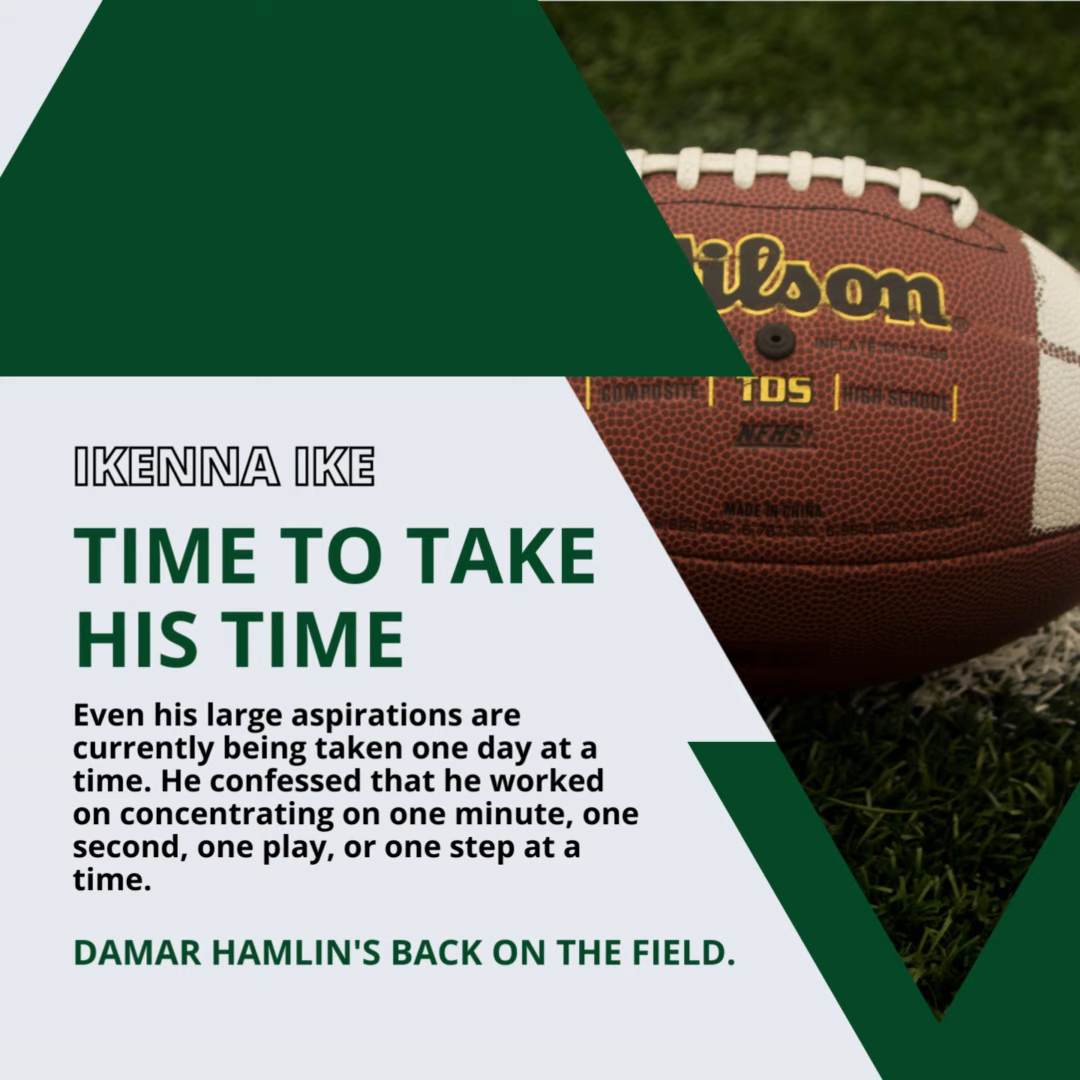 ilson
COMPOSITE TDS HIGH SCHOOL
NFHS
MADE IN CHINA
IKENNA IKE
TIME TO TAKE
HIS TIME
Even his large aspirations are
currently being taken one day at a
time. He confessed that he worked
on concentrating on one minute, one
second, one play, or one step at a
time.
DAMAR HAMLIN'S BACK ON THE FIELD.